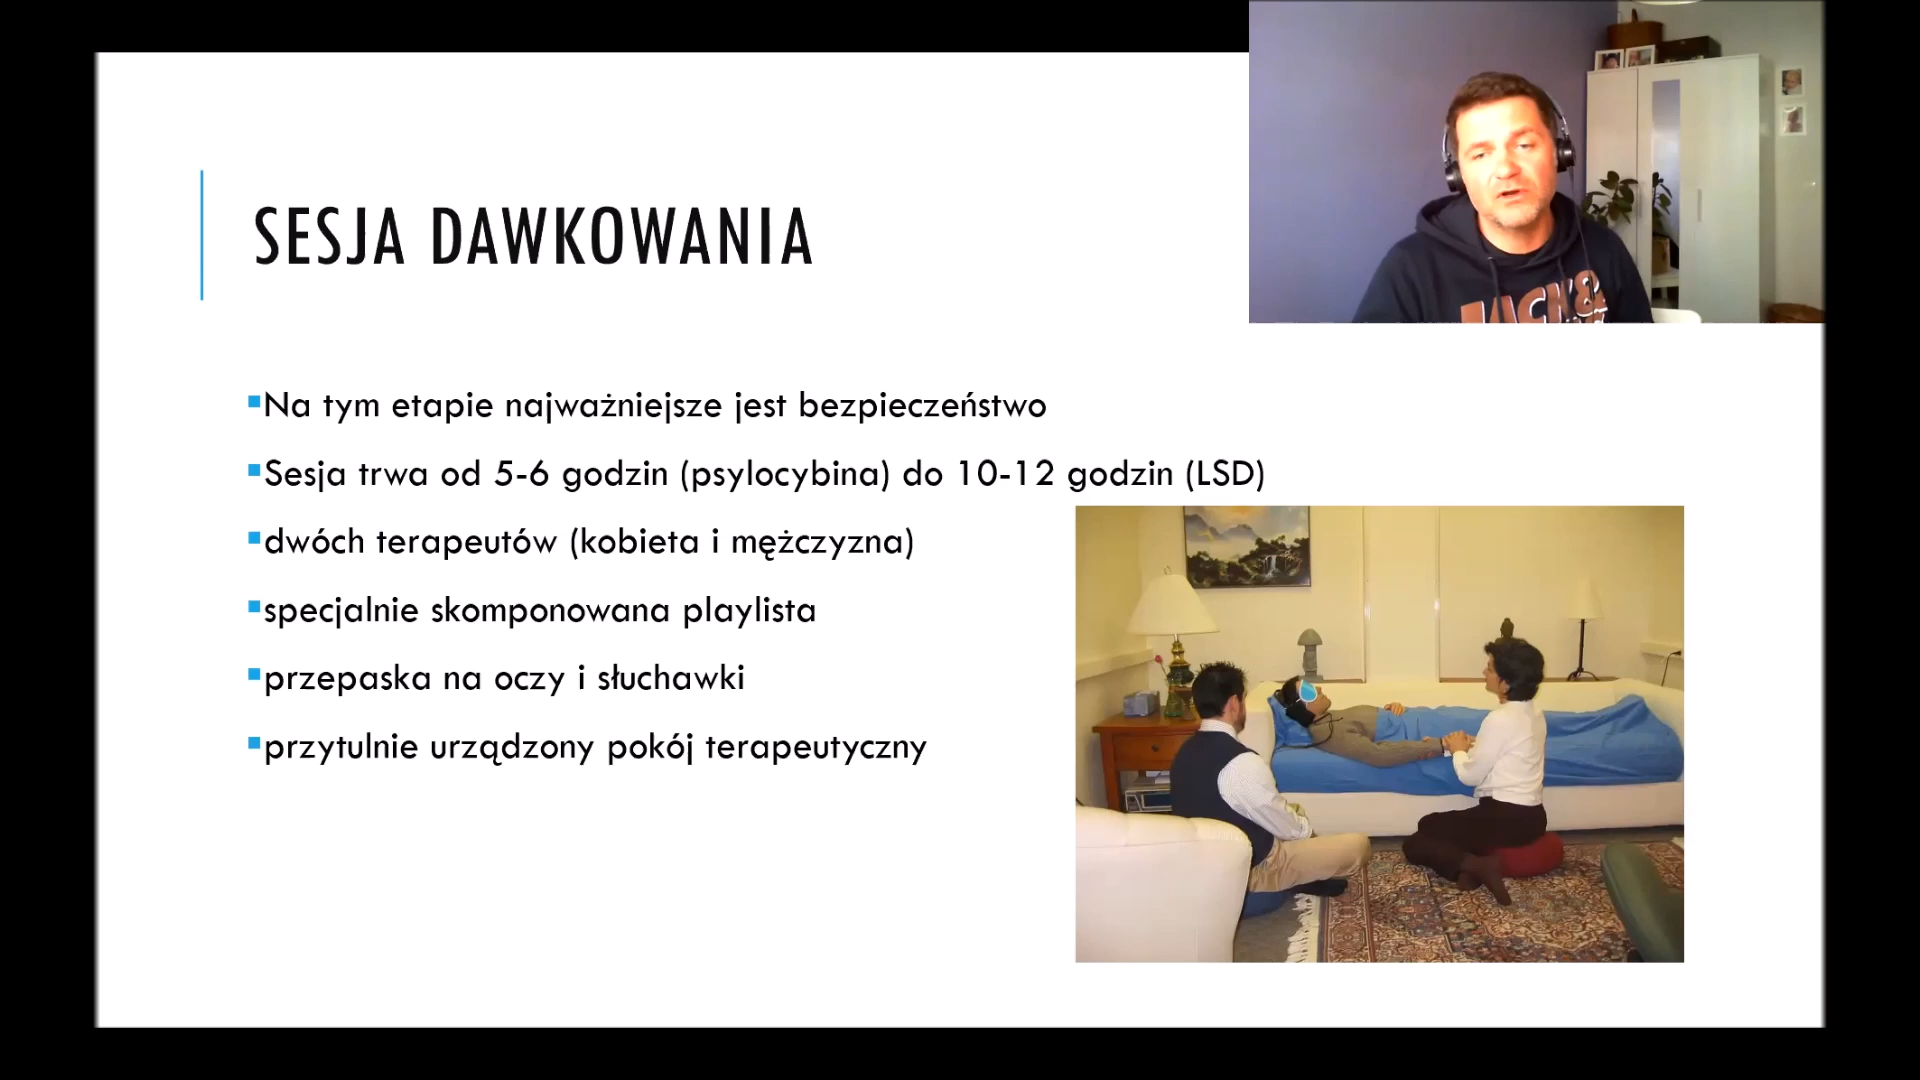 SESJA DAWKOWANIA
Na tym etapie najważniejsze jest bezpieczeństwo
Sesja trwa od 5-6 godzin (psylocybina) do 10-12 godzin (LSD)
dwóch terapeutów (kobieta i mężczyzna)
specjalnie skomponowana playlista
przepaska na oczy i słuchawki
przytulnie urządzony pokój terapeutyczny